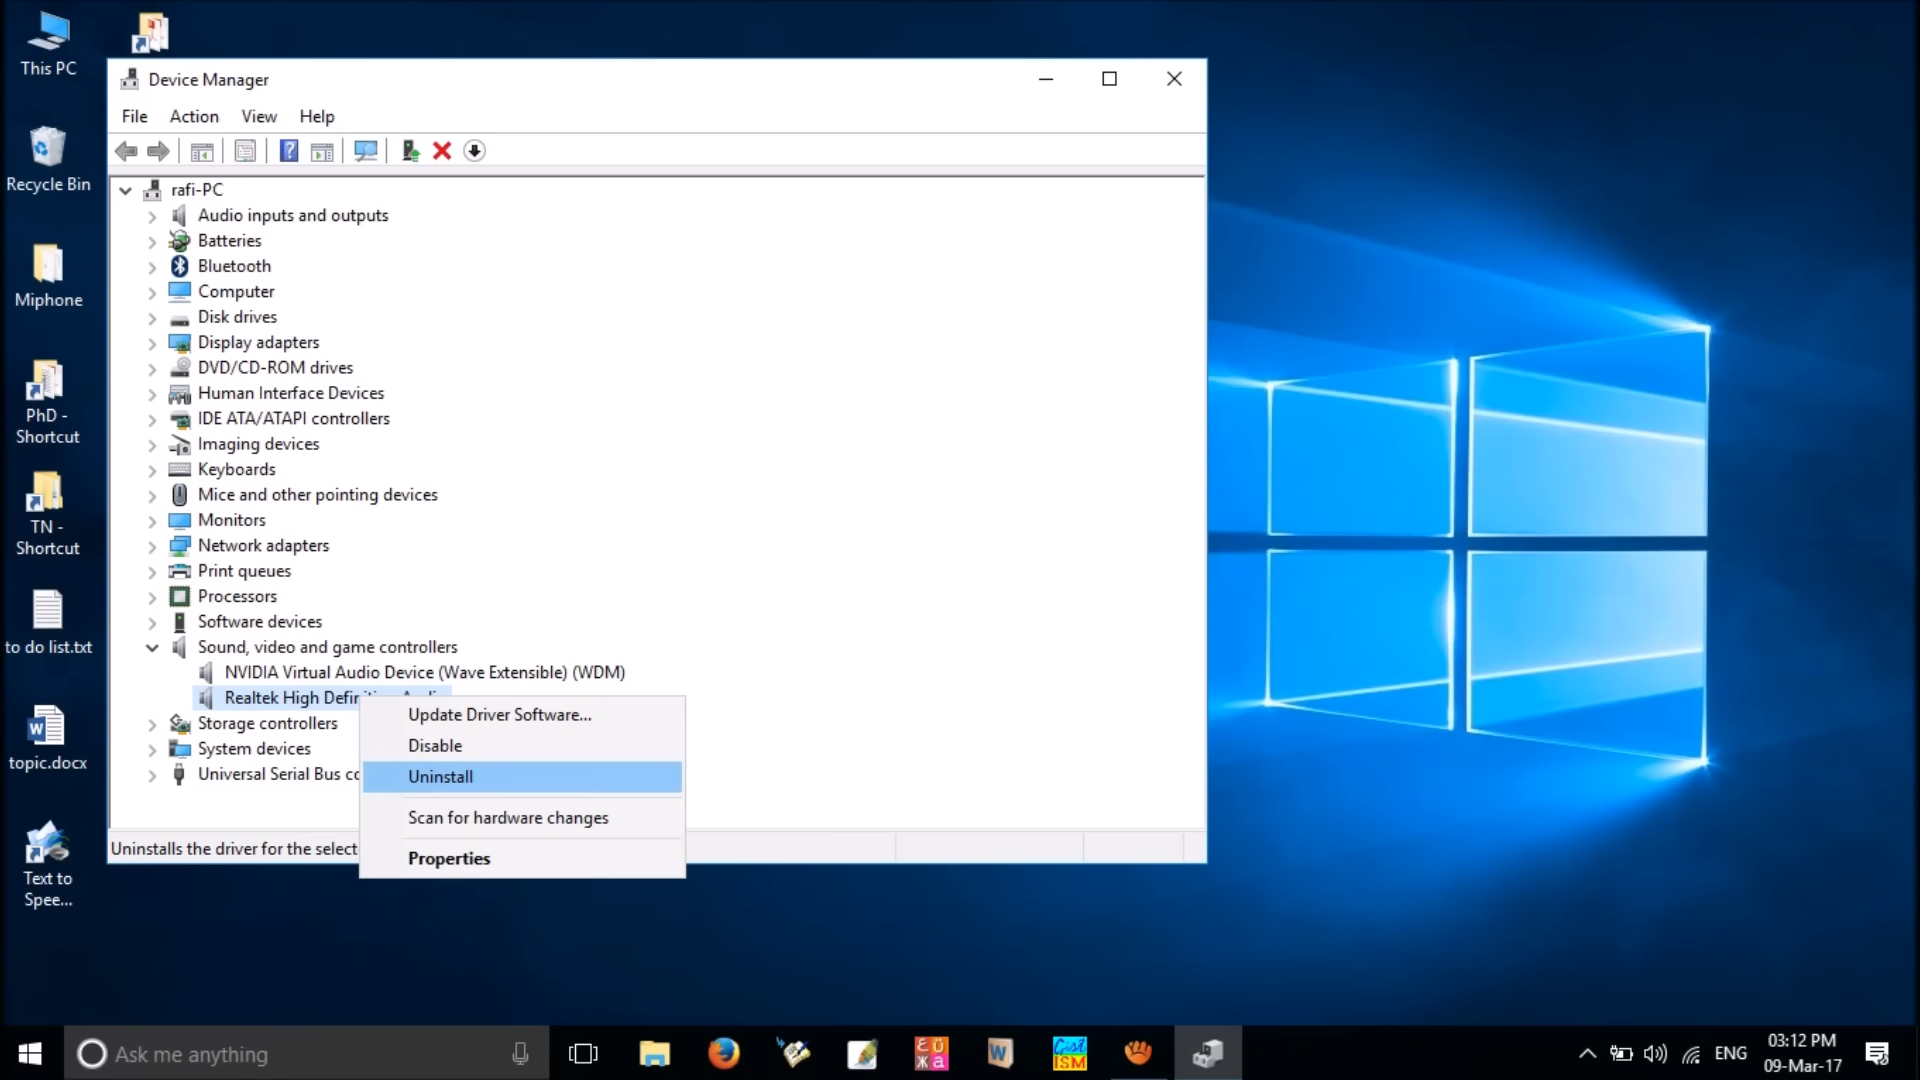 This PC
Recycle Bin
Miphone
PhD -
Shortcut
TN -
Shortcut
to do list.txt
topic.docx
Text to
Spee...
Device Manager
File Action View Help
rafi-PC
Audio inputs and outputs
Batteries
Bluetooth
Computer
Disk drives
Display adapters
DVD/CD-ROM drives
Human Interface Devices
IDE ATA/ATAPI controllers
Imaging devices
Keyboards
Mice and other pointing devices
Monitors
Network adapters
Print queues
Processors
Software devices
Sound, video and game controllers
NVIDIA Virtual Audio Device (Wave Extensible) (WDM)
Realtek High
Storage controllers
System devices
Universal Serial Bus
Uninstalls the driver for the select
Update Driver Software...
Disable
Uninstall
Scan for hardware changes
Properties
Ask me anything
Gist
ISM
ENG
03:12 PM
09-Mar-17